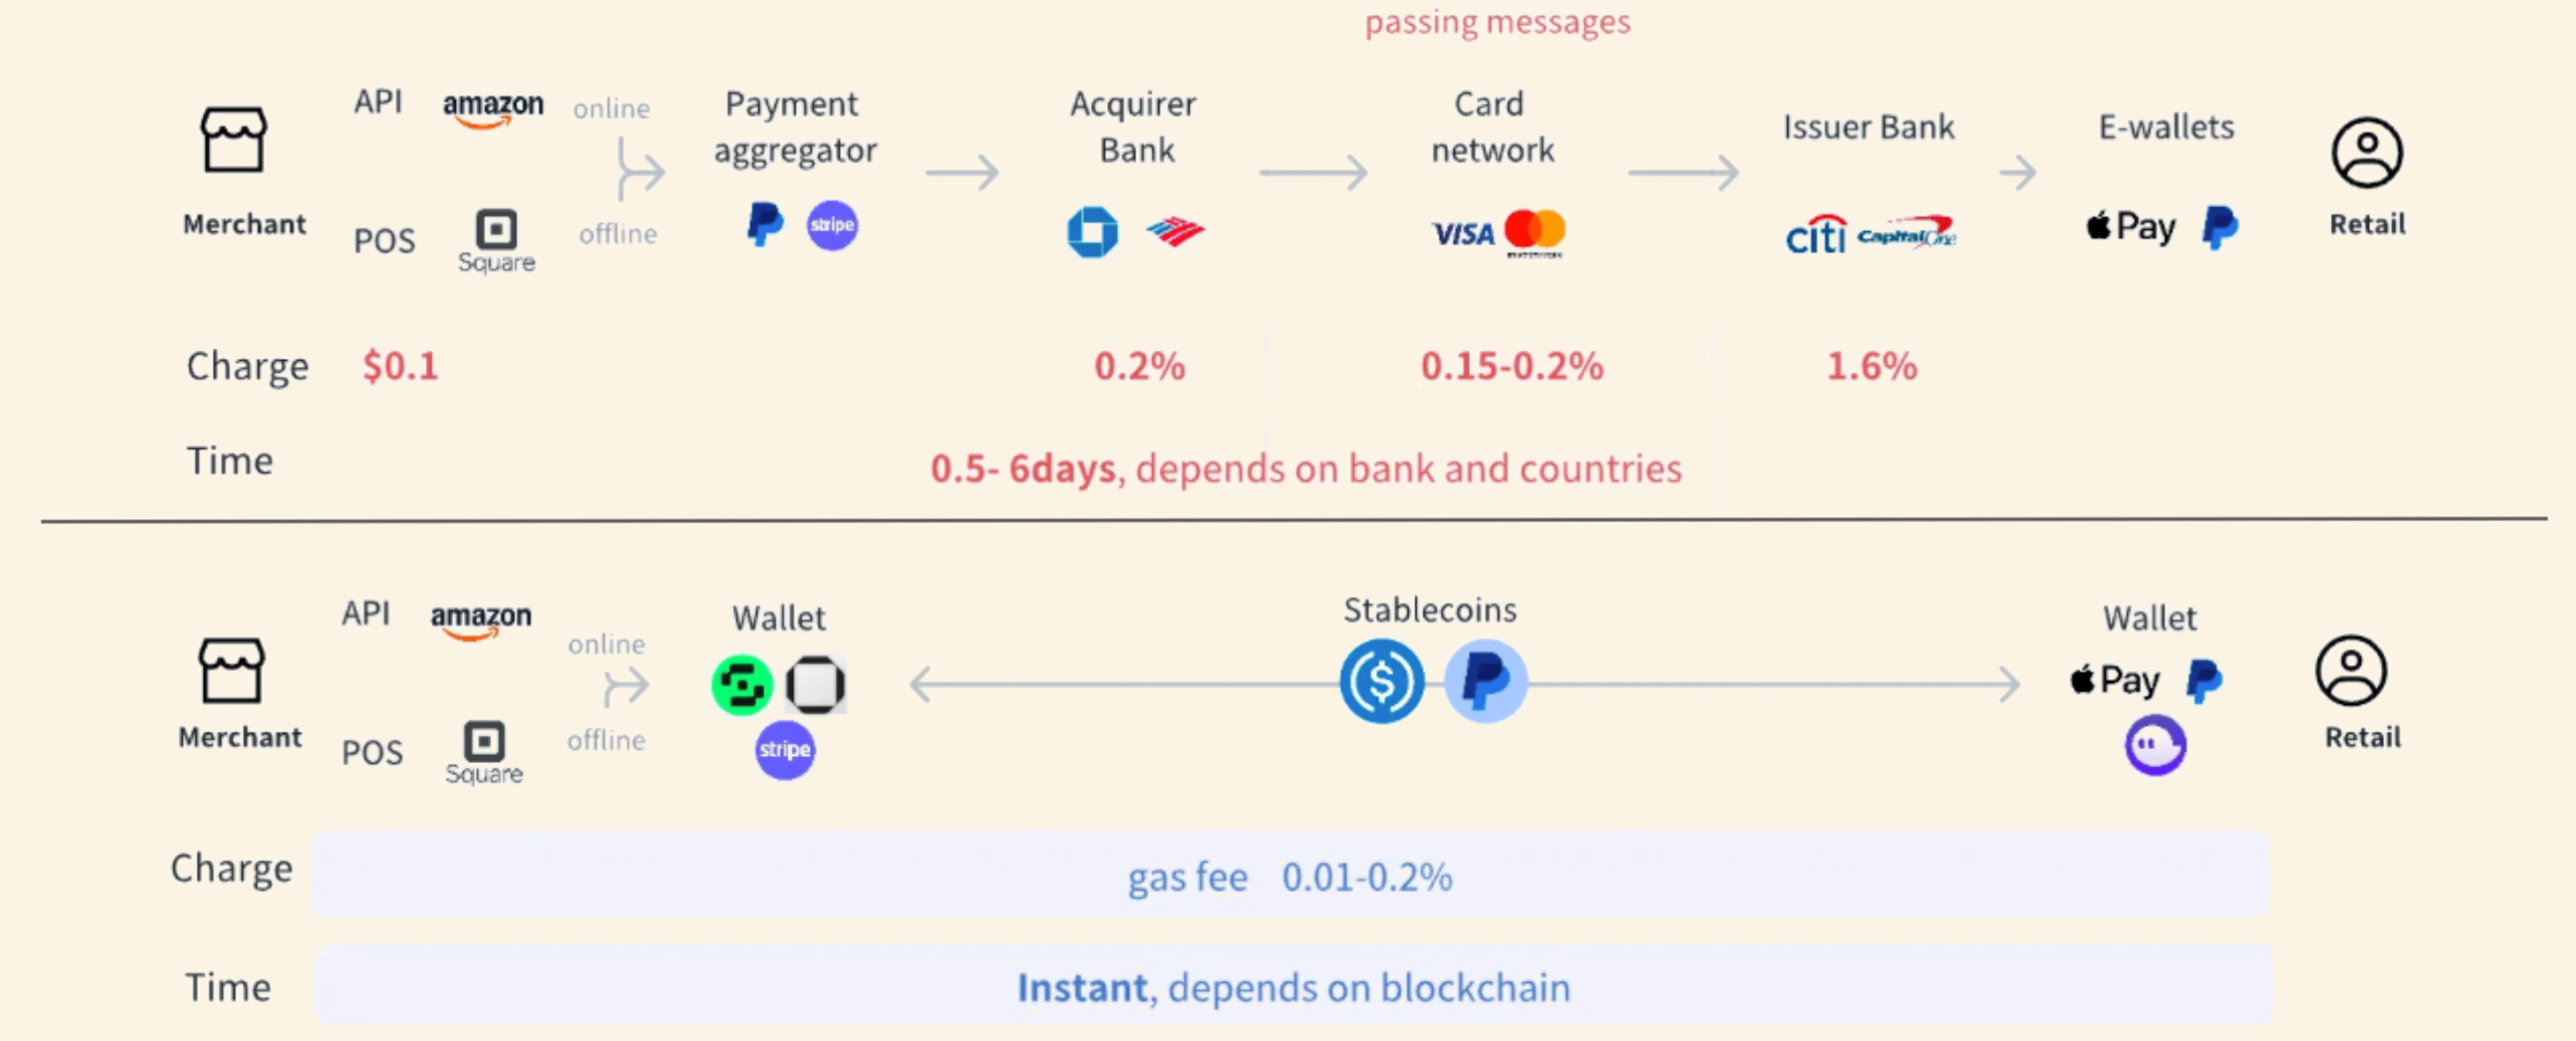 passing messages
API
amazon
online
Payment
aggregator
Acquirer
Bank
Card
network
Issuer Bank
E-wallets
Merchant
POS
Square
offline
stripe
VISA
citi
Capital One
Pay
Retail
Charge
$0.1
0.2%
0.15-0.2%
1.6%
Time
0.5- 6days, depends on bank and countries
API
amazon
online
Wallet
Stablecoins
Wallet
Merchant
POS
Square
offline
stripe
Pay
Retail
Charge
gas fee 0.01-0.2%
Time
Instant, depends on blockchain